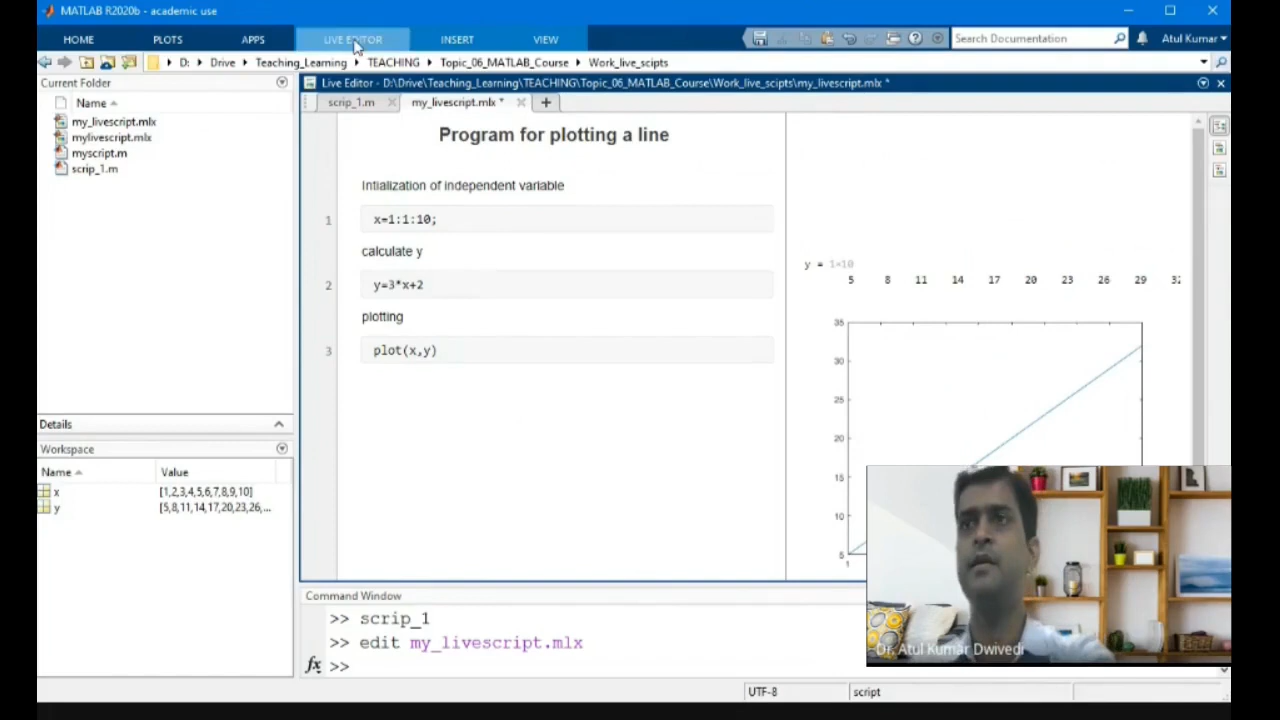 MATLAB R2020b - academic use
HOME PLOTS APPS LIVE EDITOR INSERT VIEW Search Documentation Atul Kumar
D: Drive Teaching_Learning TEACHING Topic_06_MATLAB_Course Work_live_scipts
Current Folder
Name
my_livescript.mlx
mylivescript.mlx
myscript.m
scrip_1.m
Details
Workspace
Name Value
x [1,2,3,4,5,6,7,8,9,10]
y [5,8,11,14,17,20,23,26,...
Live Editor - D:\Drive\Teaching_Learning\TEACHING\Topic_06_MATLAB_Course\Work_live_scipts\my_livescript.mlx *
scrip_1.m my_livescript.mlx *
Program for plotting a line
Intialization of independent variable
1 x=1:1:10;
calculate y
2 y=3*x+2
plotting
3 plot(x,y)
y = 1×10
5 8 11 14 17 20 23 26 29 32
35
30
25
20
15
10
5
1
Command Window
>> scrip_1
>> edit my_livescript.mlx
fx >>
Dr. Atul Kumar Dwivedi
UTF-8 script